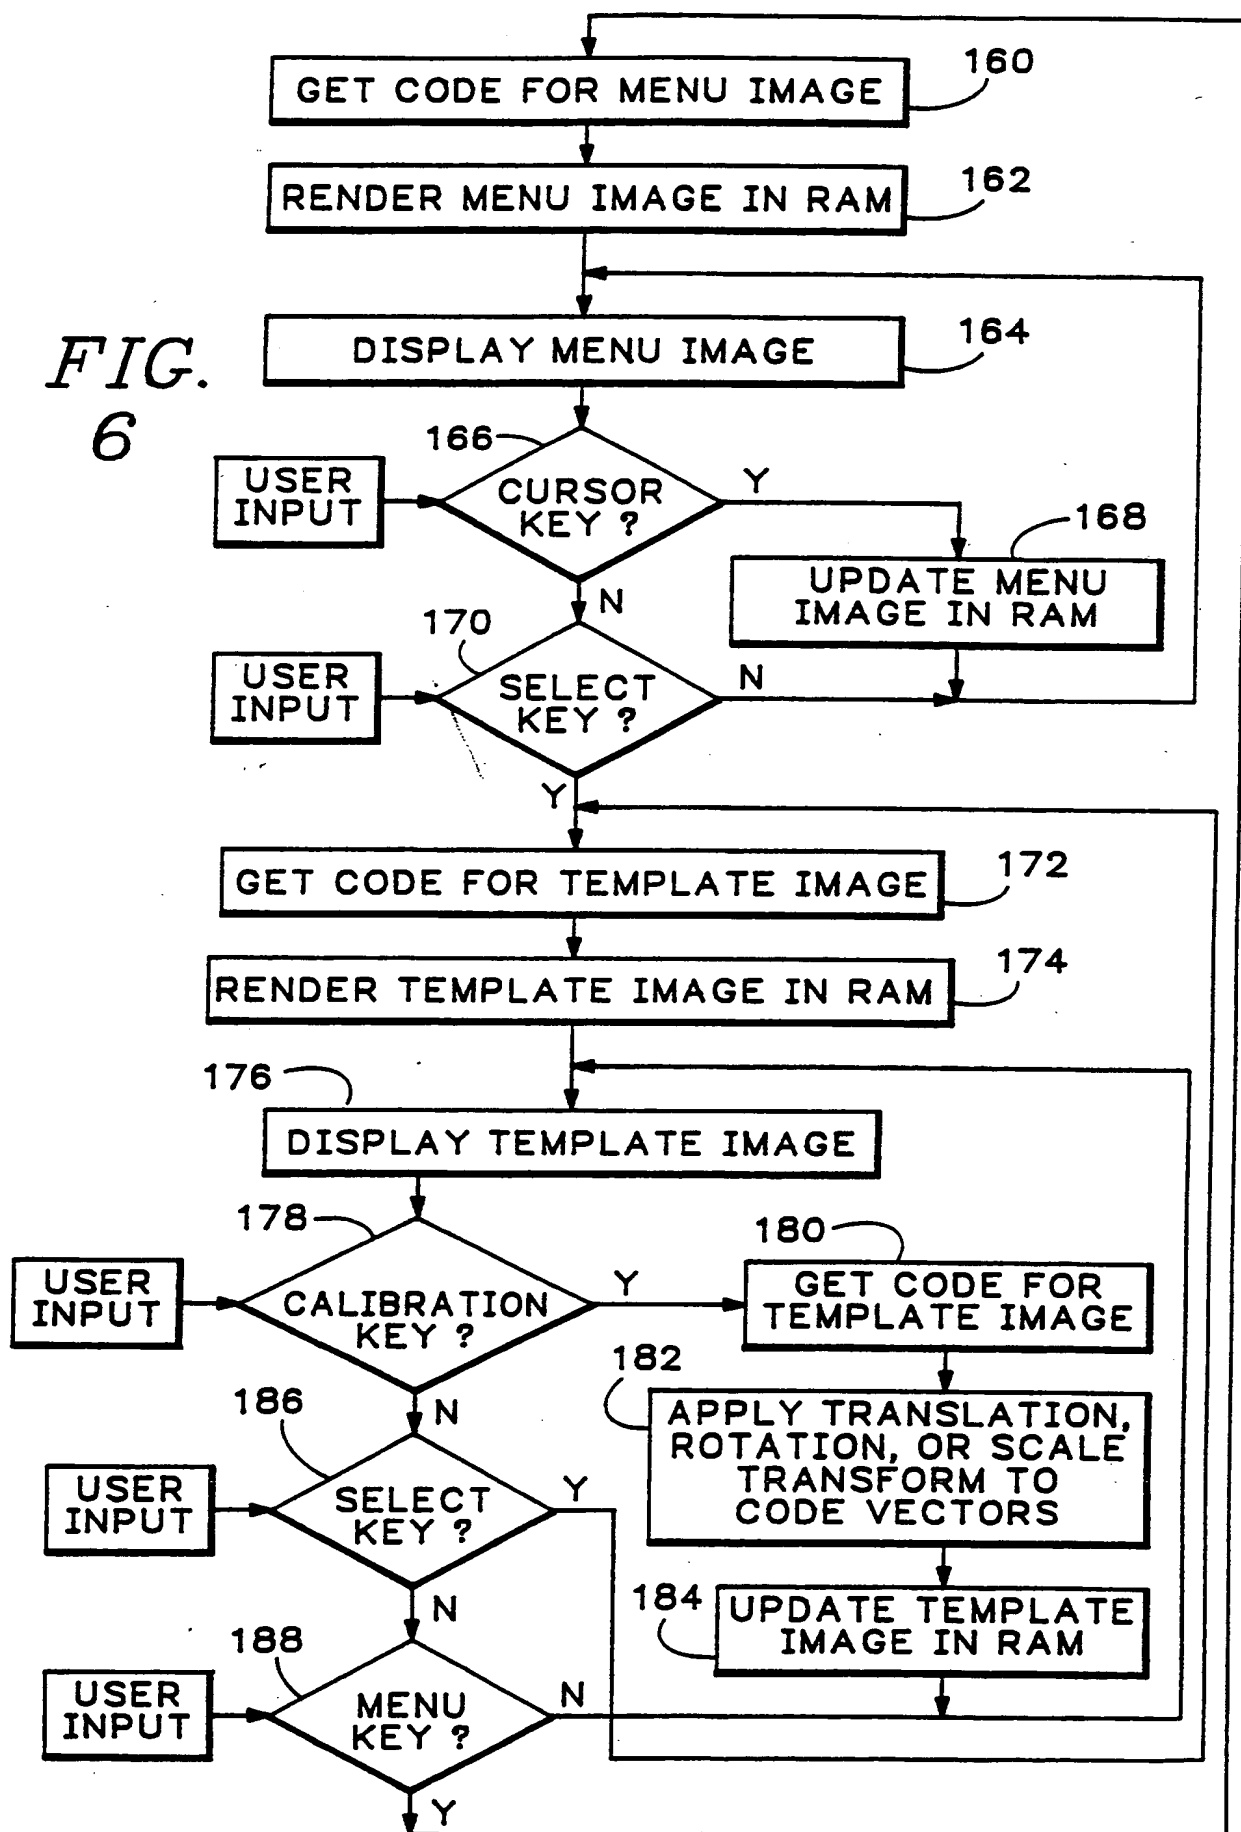 GET CODE FOR MENU IMAGE
160
RENDER MENU IMAGE IN RAM
162
DISPLAY MENU IMAGE
164
FIG.
6
166
USER
INPUT
CURSOR
KEY ?
Y
168
UPDATE MENU
IMAGE IN RAM
N
170
USER
INPUT
SELECT
KEY ?
N
Y
GET CODE FOR TEMPLATE IMAGE
172
RENDER TEMPLATE IMAGE IN RAM
174
176
DISPLAY TEMPLATE IMAGE
178
USER
INPUT
CALIBRATION
KEY ?
Y
180
GET CODE FOR
TEMPLATE IMAGE
182
APPLY TRANSLATION,
ROTATION, OR SCALE
TRANSFORM TO
CODE VECTORS
N
186
USER
INPUT
SELECT
KEY ?
Y
184
UPDATE TEMPLATE
IMAGE IN RAM
N
188
USER
INPUT
MENU
KEY ?
N
Y